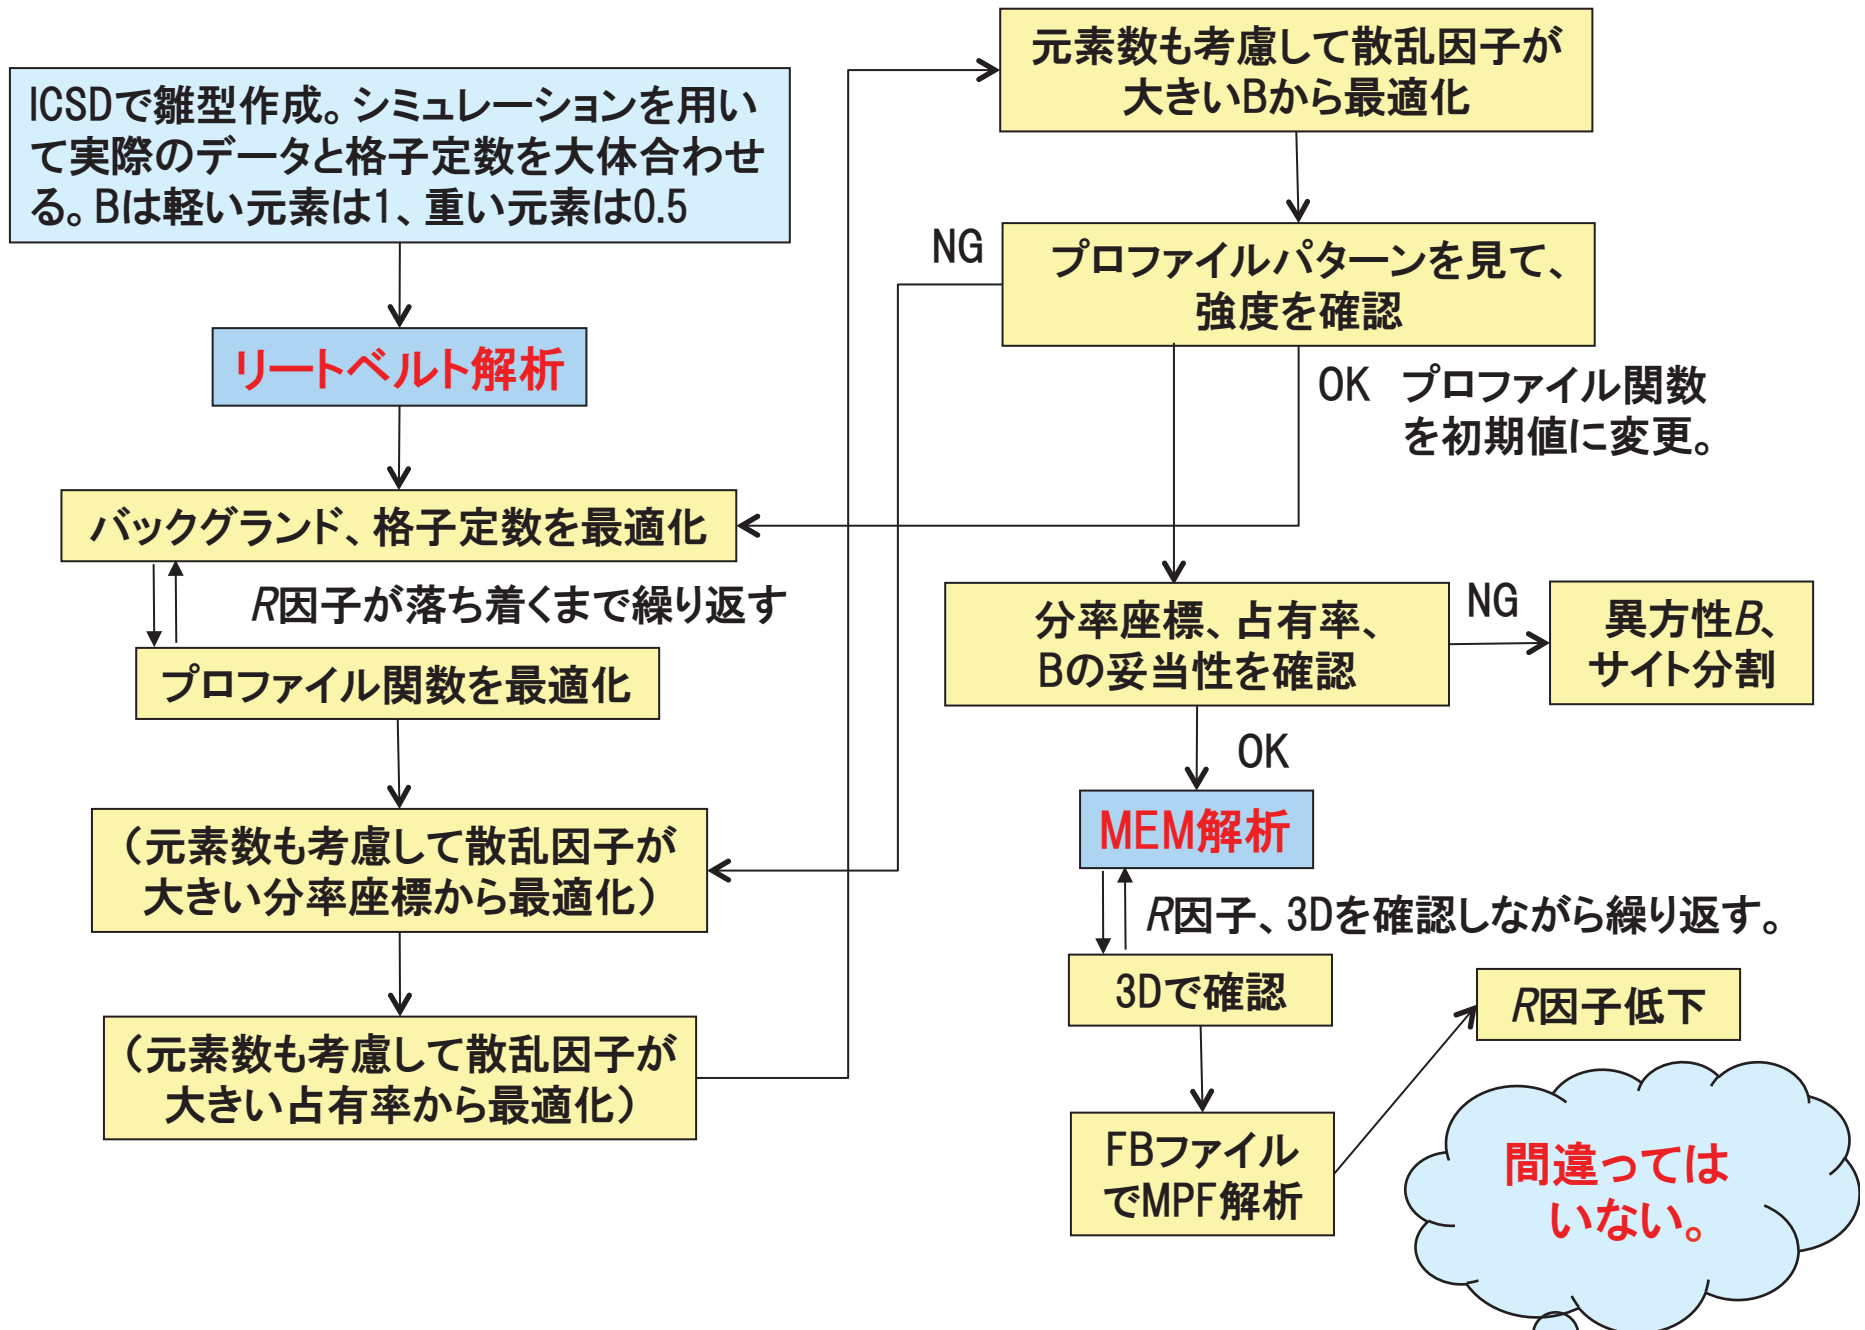 ICSDで雛型作成。シミュレーションを用い
て実際のデータと格子定数を大体合わせ
る。Bは軽い元素は1、重い元素は0.5
リートベルト解析
バックグランド、格子定数を最適化
R因子が落ち着くまで繰り返す
プロファイル関数を最適化
（元素数も考慮して散乱因子が
大きい分率座標から最適化）
（元素数も考慮して散乱因子が
大きい占有率から最適化）
元素数も考慮して散乱因子が
大きいBから最適化
NG
プロファイルパターンを見て、
強度を確認
OK プロファイル関数
を初期値に変更。
分率座標、占有率、
Bの妥当性を確認
NG
異方性B、
サイト分割
OK
MEM解析
R因子、3Dを確認しながら繰り返す。
3Dで確認
R因子低下
FBファイル
でMPF解析
間違っては
いない。